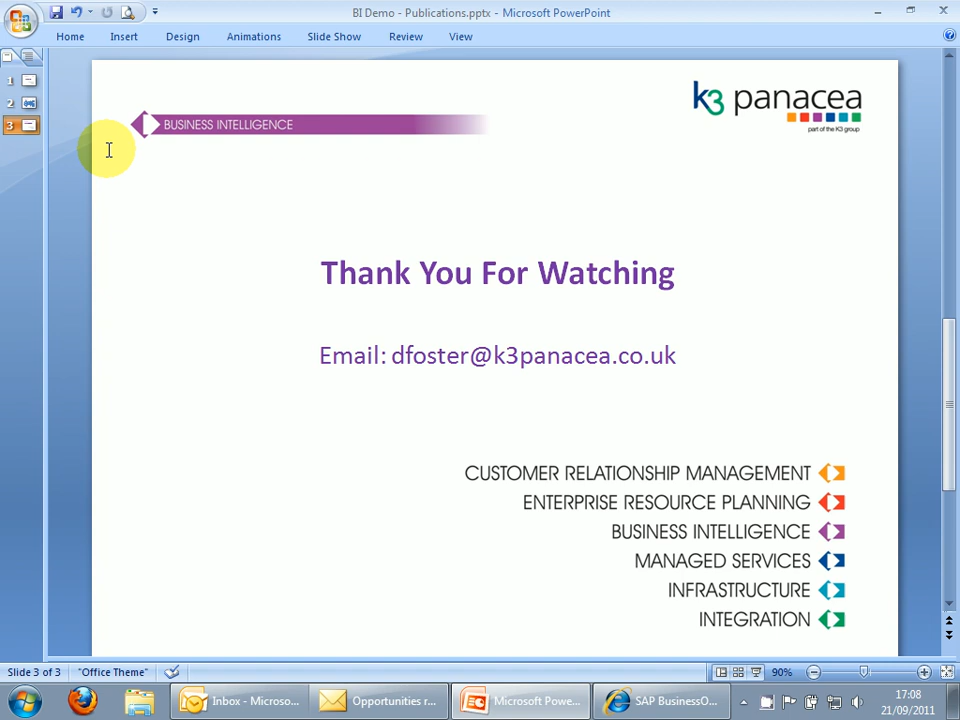 BI Demo - Publications.pptx - Microsoft PowerPoint
Home Insert Design Animations Slide Show Review View
1
2
3
BUSINESS INTELLIGENCE
k3 panacea
part of the K3 group
Thank You For Watching
Email: dfoster@k3panacea.co.uk
CUSTOMER RELATIONSHIP MANAGEMENT
ENTERPRISE RESOURCE PLANNING
BUSINESS INTELLIGENCE
MANAGED SERVICES
INFRASTRUCTURE
INTEGRATION
Slide 3 of 3 "Office Theme" 90%
Inbox - Microso... Opportunities r... Microsoft Powe... SAP BusinessO... 17:08
21/09/2011